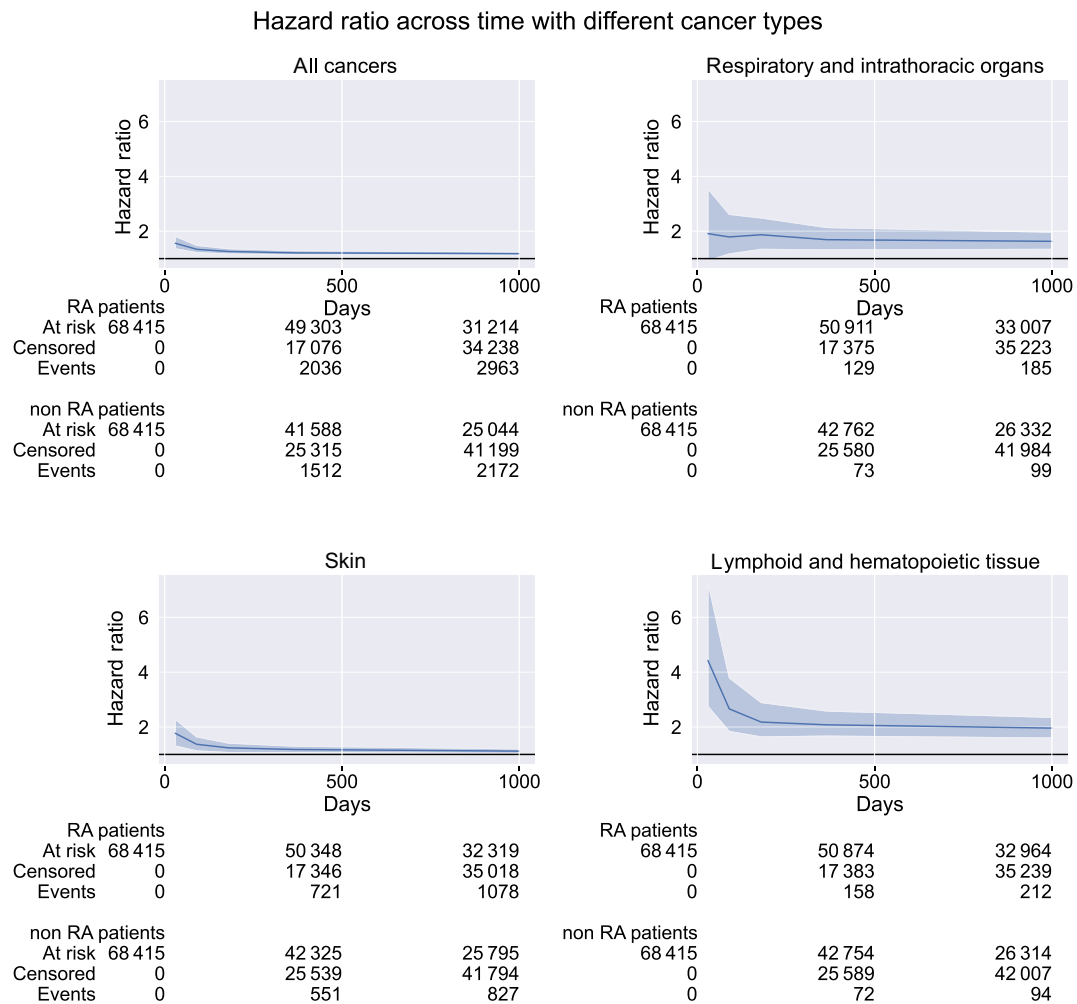 Hazard ratio across time with different cancer types
All cancers
Hazard ratio
6
4
2
0 500 1000
Days
RA patients
At risk 68 415 49 303 31 214
Censored 0 17 076 34 238
Events 0 2036 2963
non RA patients
At risk 68 415 41 588 25 044
Censored 0 25 315 41 199
Events 0 1512 2172
Respiratory and intrathoracic organs
Hazard ratio
6
4
2
0 500 1000
Days
RA patients
68 415 50 911 33 007
0 17 375 35 223
0 129 185
non RA patients
68 415 42 762 26 332
0 25 580 41 984
0 73 99
Skin
Hazard ratio
6
4
2
0 500 1000
Days
RA patients
At risk 68 415 50 348 32 319
Censored 0 17 346 35 018
Events 0 721 1078
non RA patients
At risk 68 415 42 325 25 795
Censored 0 25 539 41 794
Events 0 551 827
Lymphoid and hematopoietic tissue
Hazard ratio
6
4
2
0 500 1000
Days
RA patients
68 415 50 874 32 964
0 17 383 35 239
0 158 212
non RA patients
68 415 42 754 26 314
0 25 589 42 007
0 72 94